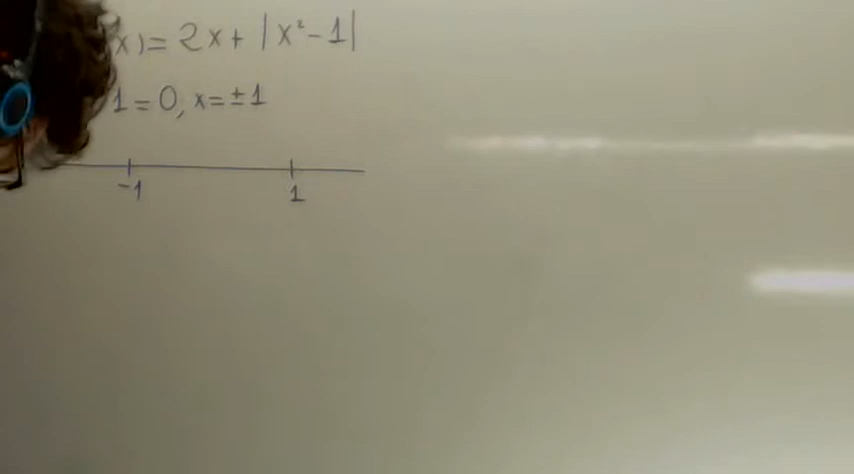 x) = 2x + |x² - 1|
1 = 0, x = ± 1
-1 1